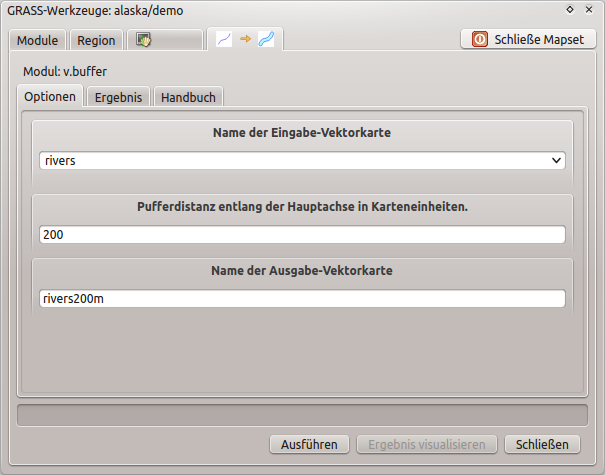 GRASS-Werkzeuge: alaska/demo
Module
Region
Schließe Mapset
Modul: v.buffer
Optionen
Ergebnis
Handbuch
Name der Eingabe-Vektorkarte
rivers
Pufferdistanz entlang der Hauptachse in Karteneinheiten.
200
Name der Ausgabe-Vektorkarte
rivers200m
Ausführen
Ergebnis visualisieren
Schließen